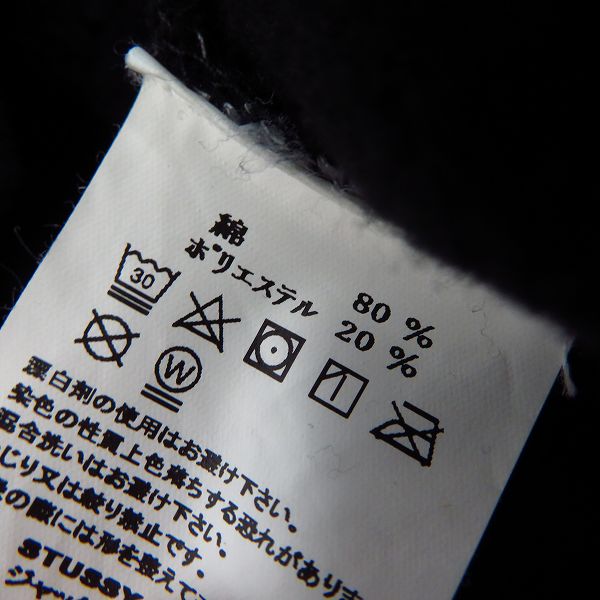 綿 80 %
ポリエステル 20 %
30
W
漂白剤の使用はお避け下さい。
染色の性質上色落ちする恐れがありま
混合洗いはお避け下さい。
じり又は絞り禁止です。
の際には形を整えて
STUSSY
ジャッ